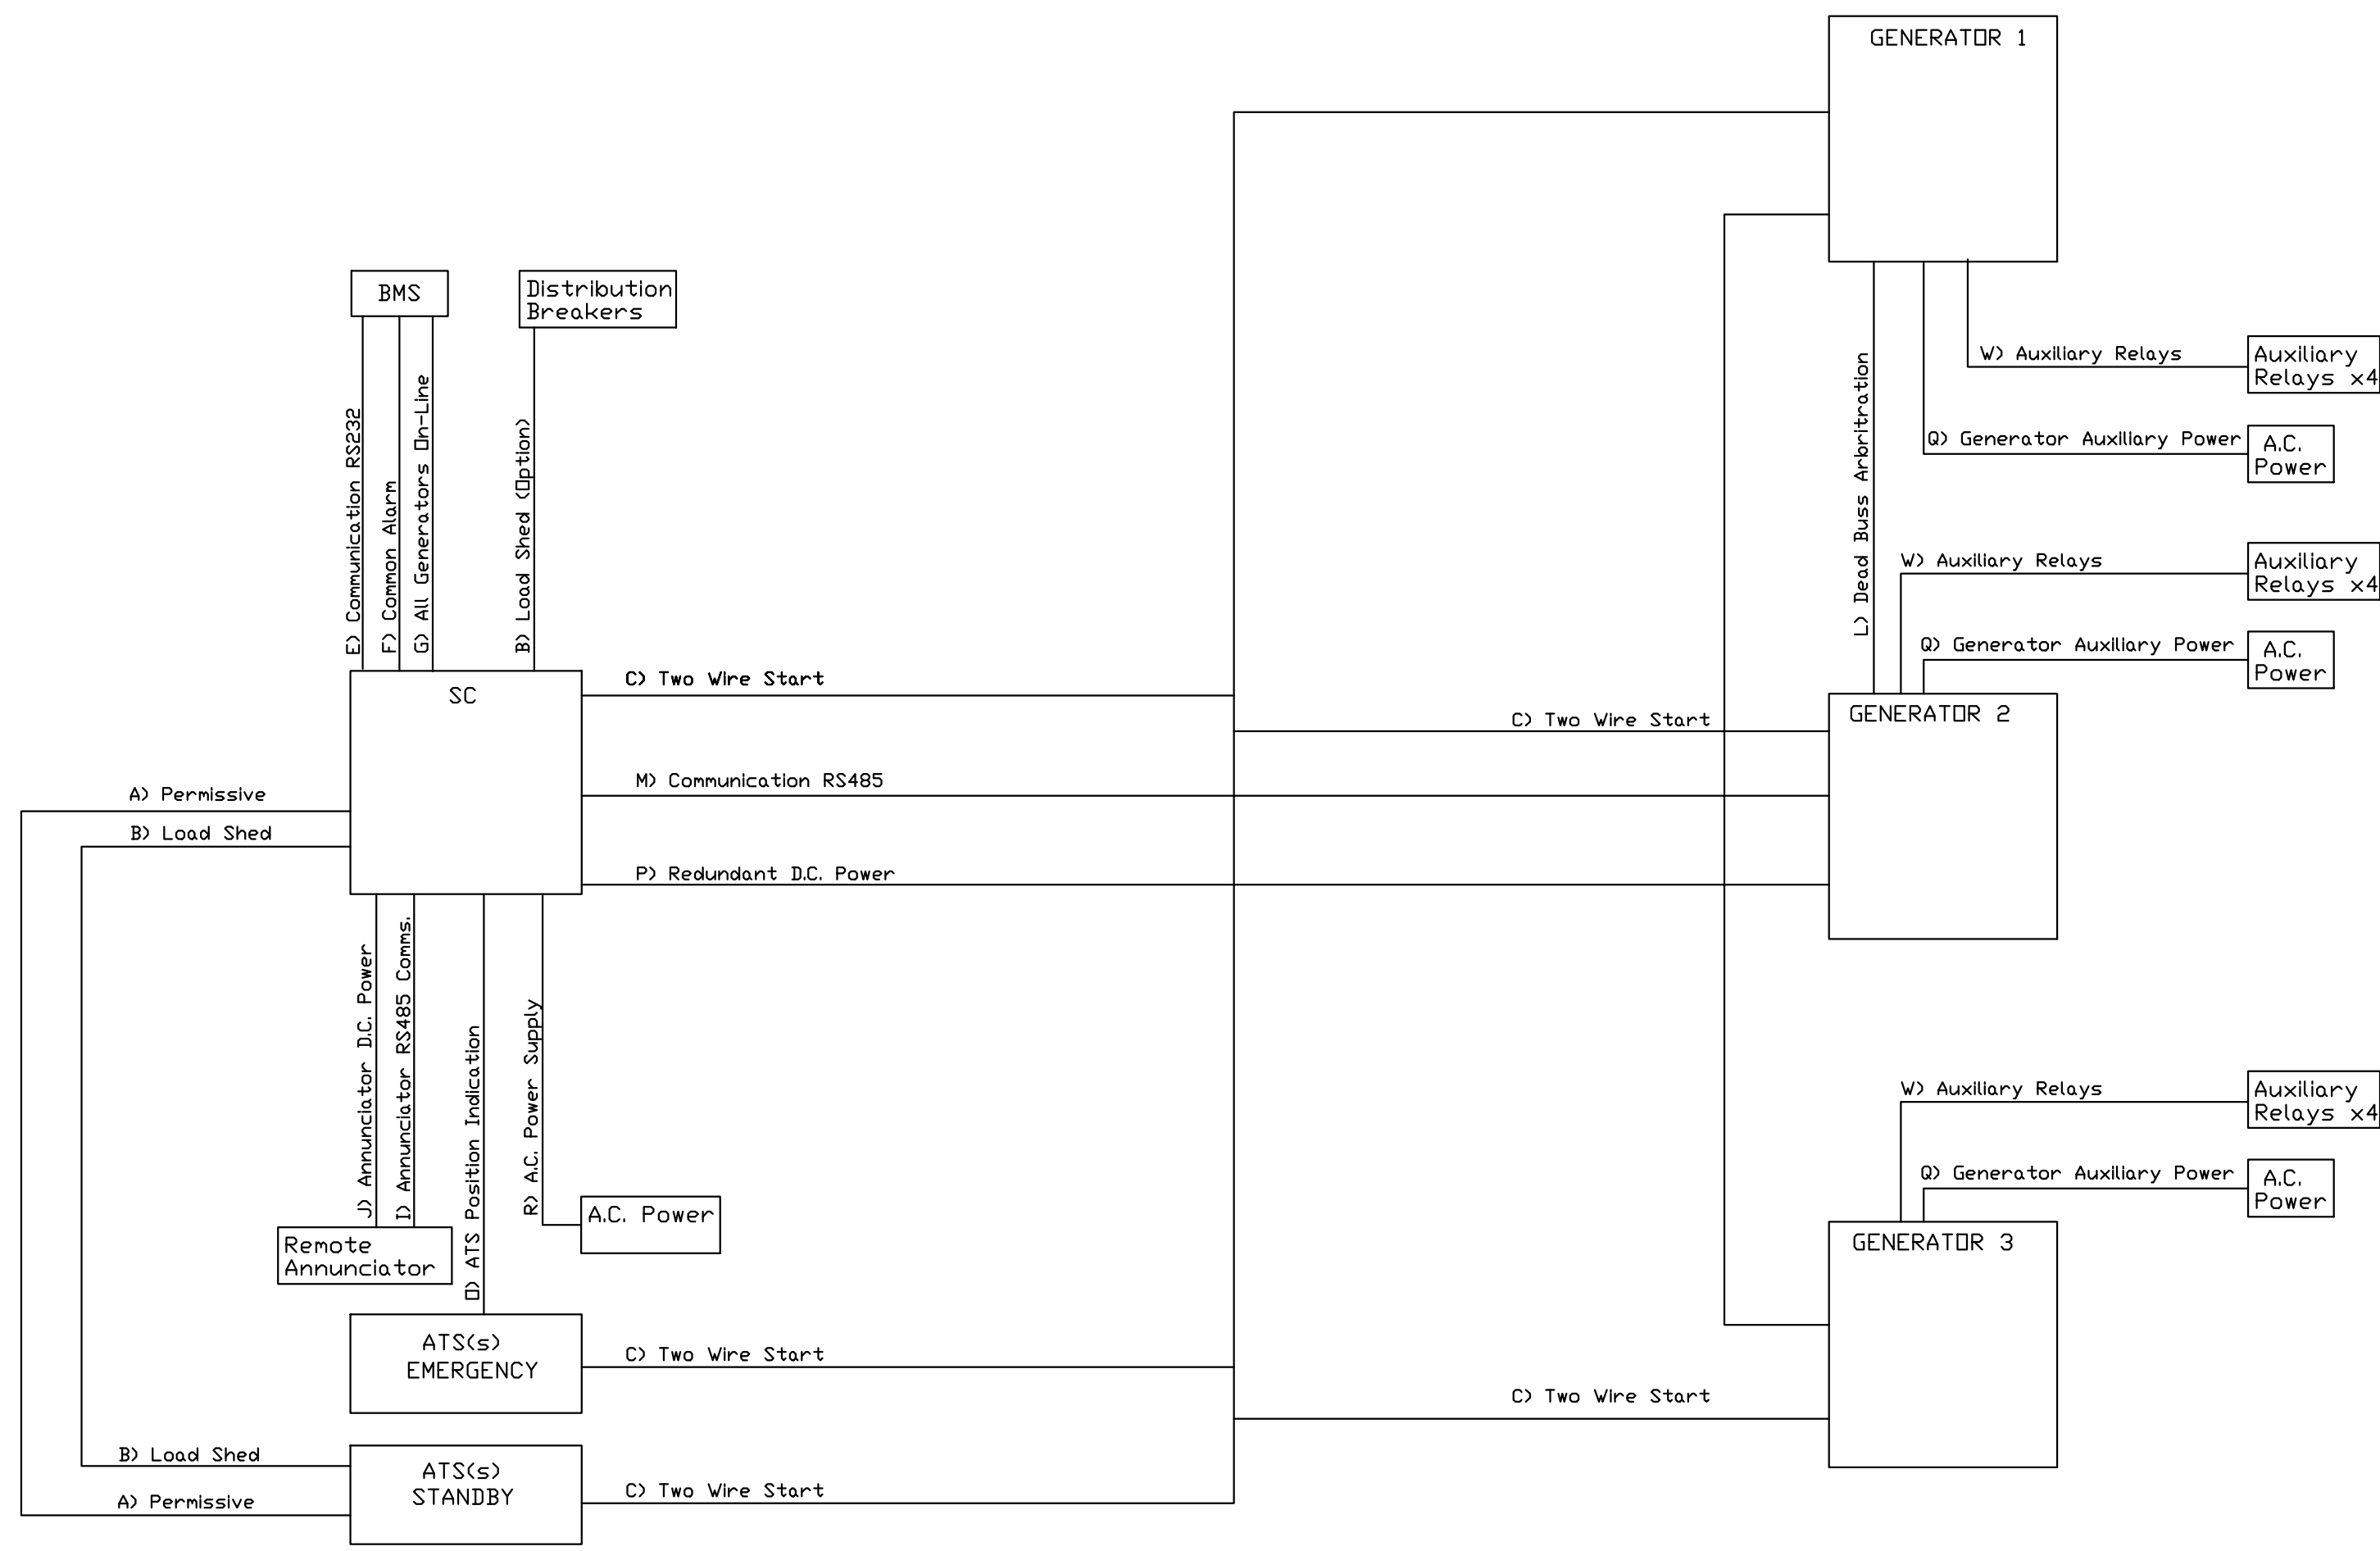 GENERATOR 1
BMS
Distribution
Breakers
W) Auxiliary Relays
Auxiliary
Relays x4
Q) Generator Auxiliary Power
A.C.
Power
L) Dead Buss Arbritration
E) Communication RS232
F) Common Alarm
G) All Generators On-Line
B) Load Shed (Option)
W) Auxiliary Relays
Auxiliary
Relays x4
Q) Generator Auxiliary Power
A.C.
Power
SC
C) Two Wire Start
C) Two Wire Start
GENERATOR 2
M) Communication RS485
A) Permissive
B) Load Shed
P) Redundant D.C. Power
J) Annunciator D.C. Power
I) Annunciator RS485 Comms.
D) ATS Position Indication
R) A.C. Power Supply
W) Auxiliary Relays
Auxiliary
Relays x4
Q) Generator Auxiliary Power
A.C.
Power
A.C. Power
Remote
Annunciator
GENERATOR 3
ATS(s)
EMERGENCY
C) Two Wire Start
C) Two Wire Start
B) Load Shed
ATS(s)
STANDBY
A) Permissive
C) Two Wire Start